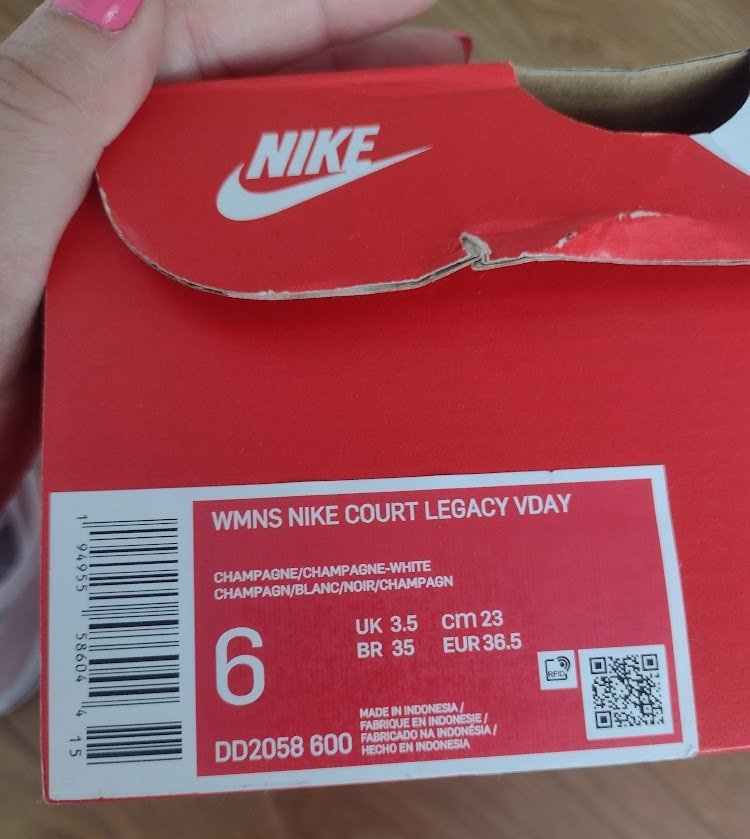 NIKE
WMNS NIKE COURT LEGACY VDAY
CHAMPAGNE/CHAMPAGNE-WHITE
CHAMPAGN/BLANC/NOIR/CHAMPAGN
6
UK 3.5 cm 23
BR 35 EUR 36.5
RFID
DD2058 600
MADE IN INDONESIA /
FABRIQUE EN INDONESIE /
FABRICADO NA INDONÉSIA /
HECHO EN INDONESIA
1 94955 58604 4 15